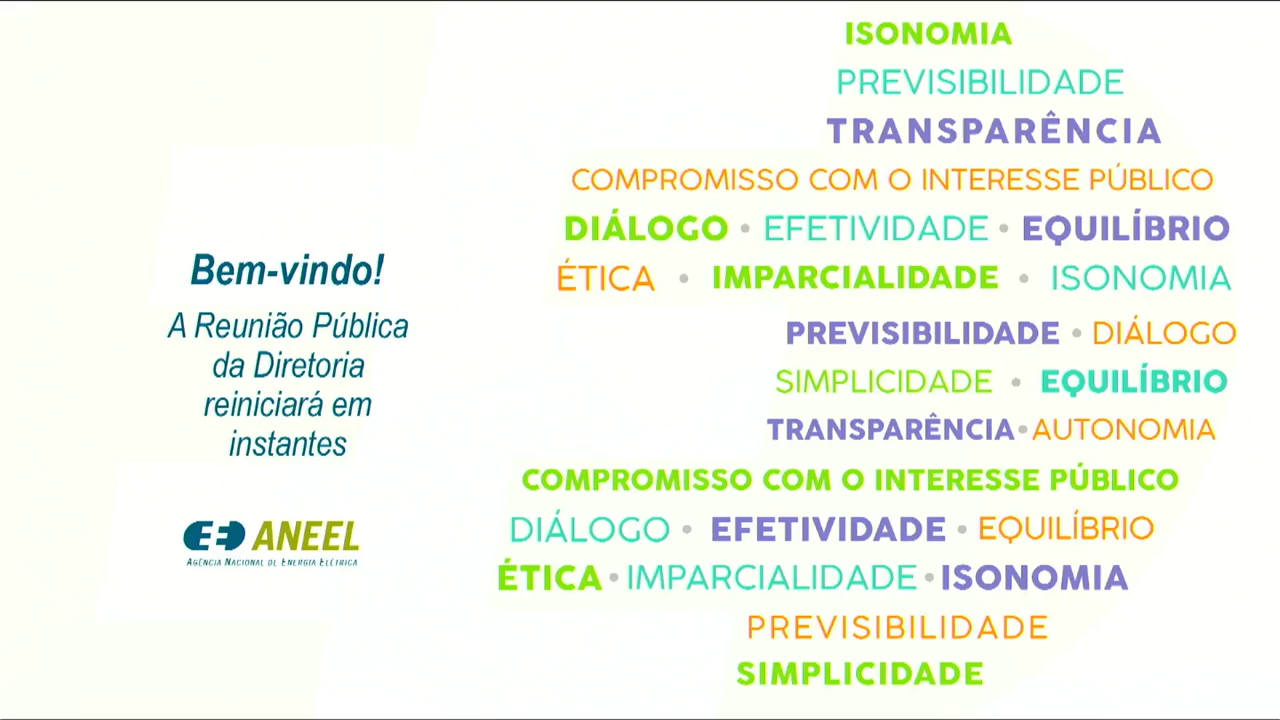 Bem-vindo!
A Reunião Pública
da Diretoria
reiniciará em
instantes
ANEEL
AGÊNCIA NACIONAL DE ENERGIA ELÉTRICA
ISONOMIA
PREVISIBILIDADE
TRANSPARÊNCIA
COMPROMISSO COM O INTERESSE PÚBLICO
DIÁLOGO • EFETIVIDADE • EQUILÍBRIO
ÉTICA • IMPARCIALIDADE • ISONOMIA
PREVISIBILIDADE • DIÁLOGO
SIMPLICIDADE • EQUILÍBRIO
TRANSPARÊNCIA • AUTONOMIA
COMPROMISSO COM O INTERESSE PÚBLICO
DIÁLOGO • EFETIVIDADE • EQUILÍBRIO
ÉTICA • IMPARCIALIDADE • ISONOMIA
PREVISIBILIDADE
SIMPLICIDADE